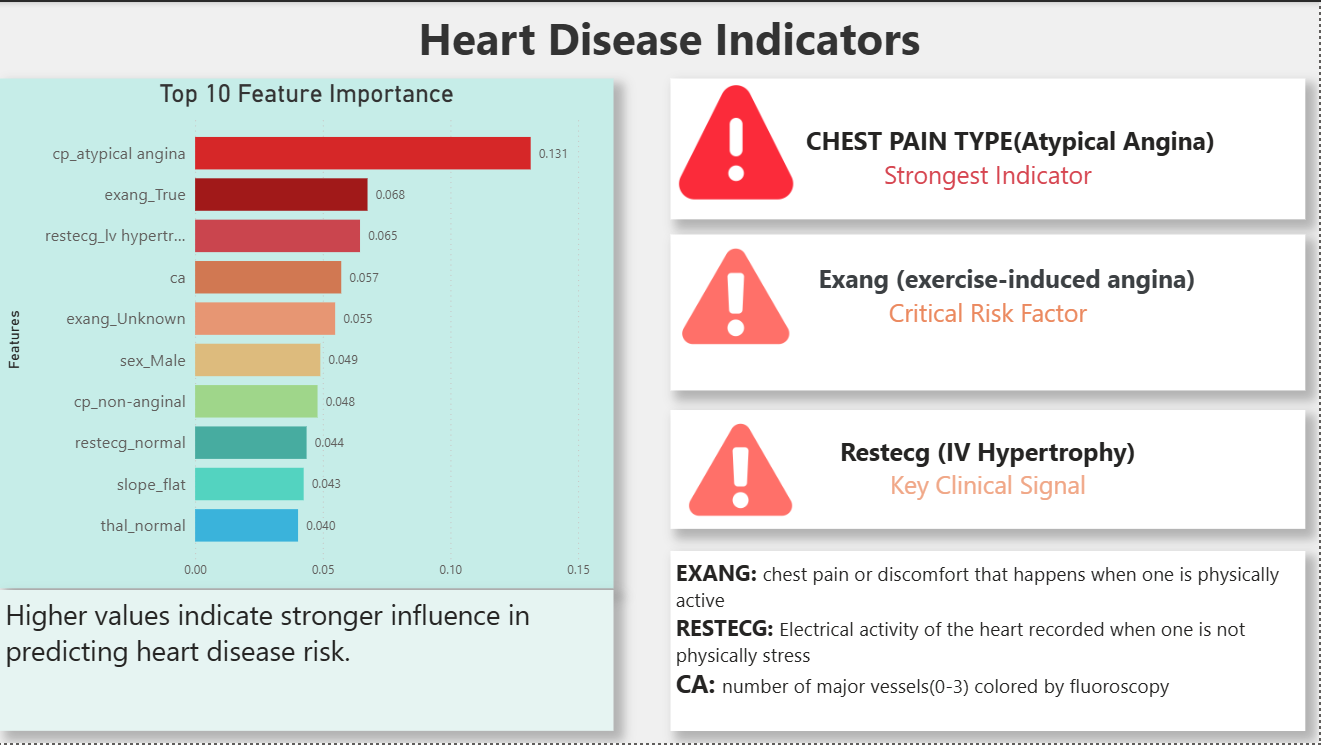 Heart Disease Indicators
Top 10 Feature Importance
Features
cp_atypical angina 0.131
exang_True 0.068
restecg_lv hypertr... 0.065
ca 0.057
exang_Unknown 0.055
sex_Male 0.049
cp_non-anginal 0.048
restecg_normal 0.044
slope_flat 0.043
thal_normal 0.040
0.00 0.05 0.10 0.15
Higher values indicate stronger influence in
predicting heart disease risk.
CHEST PAIN TYPE(Atypical Angina)
Strongest Indicator
Exang (exercise-induced angina)
Critical Risk Factor
Restecg (IV Hypertrophy)
Key Clinical Signal
EXANG: chest pain or discomfort that happens when one is physically
active
RESTECG: Electrical activity of the heart recorded when one is not
physically stress
CA: number of major vessels(0-3) colored by fluoroscopy